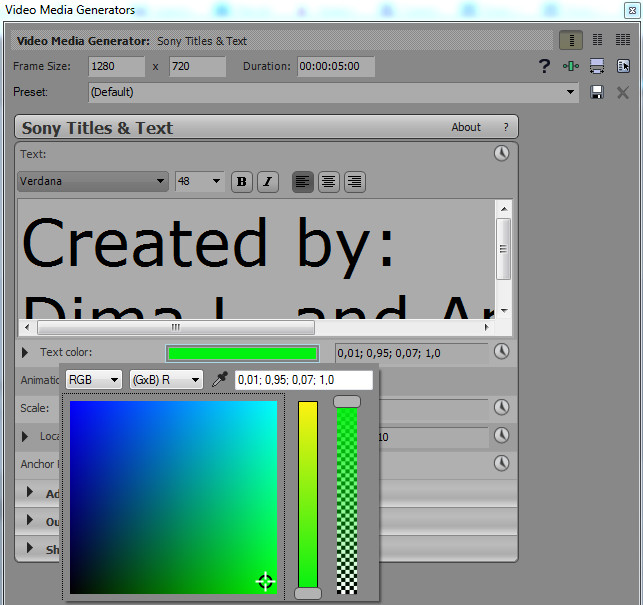 Video Media Generators
Video Media Generator: Sony Titles & Text
Frame Size: 1280 x 720 Duration: 00:00:05:00
Preset: (Default)
Sony Titles & Text About ?
Text:
Verdana 48 B I
Created by:
Dima L. and
Text color: 0,01; 0,95; 0,07; 1,0
Animatio
RGB (GxB) R 0,01; 0,95; 0,07; 1,0
Scale:
Loca 10
Anchor
Ad
Ou
Sh